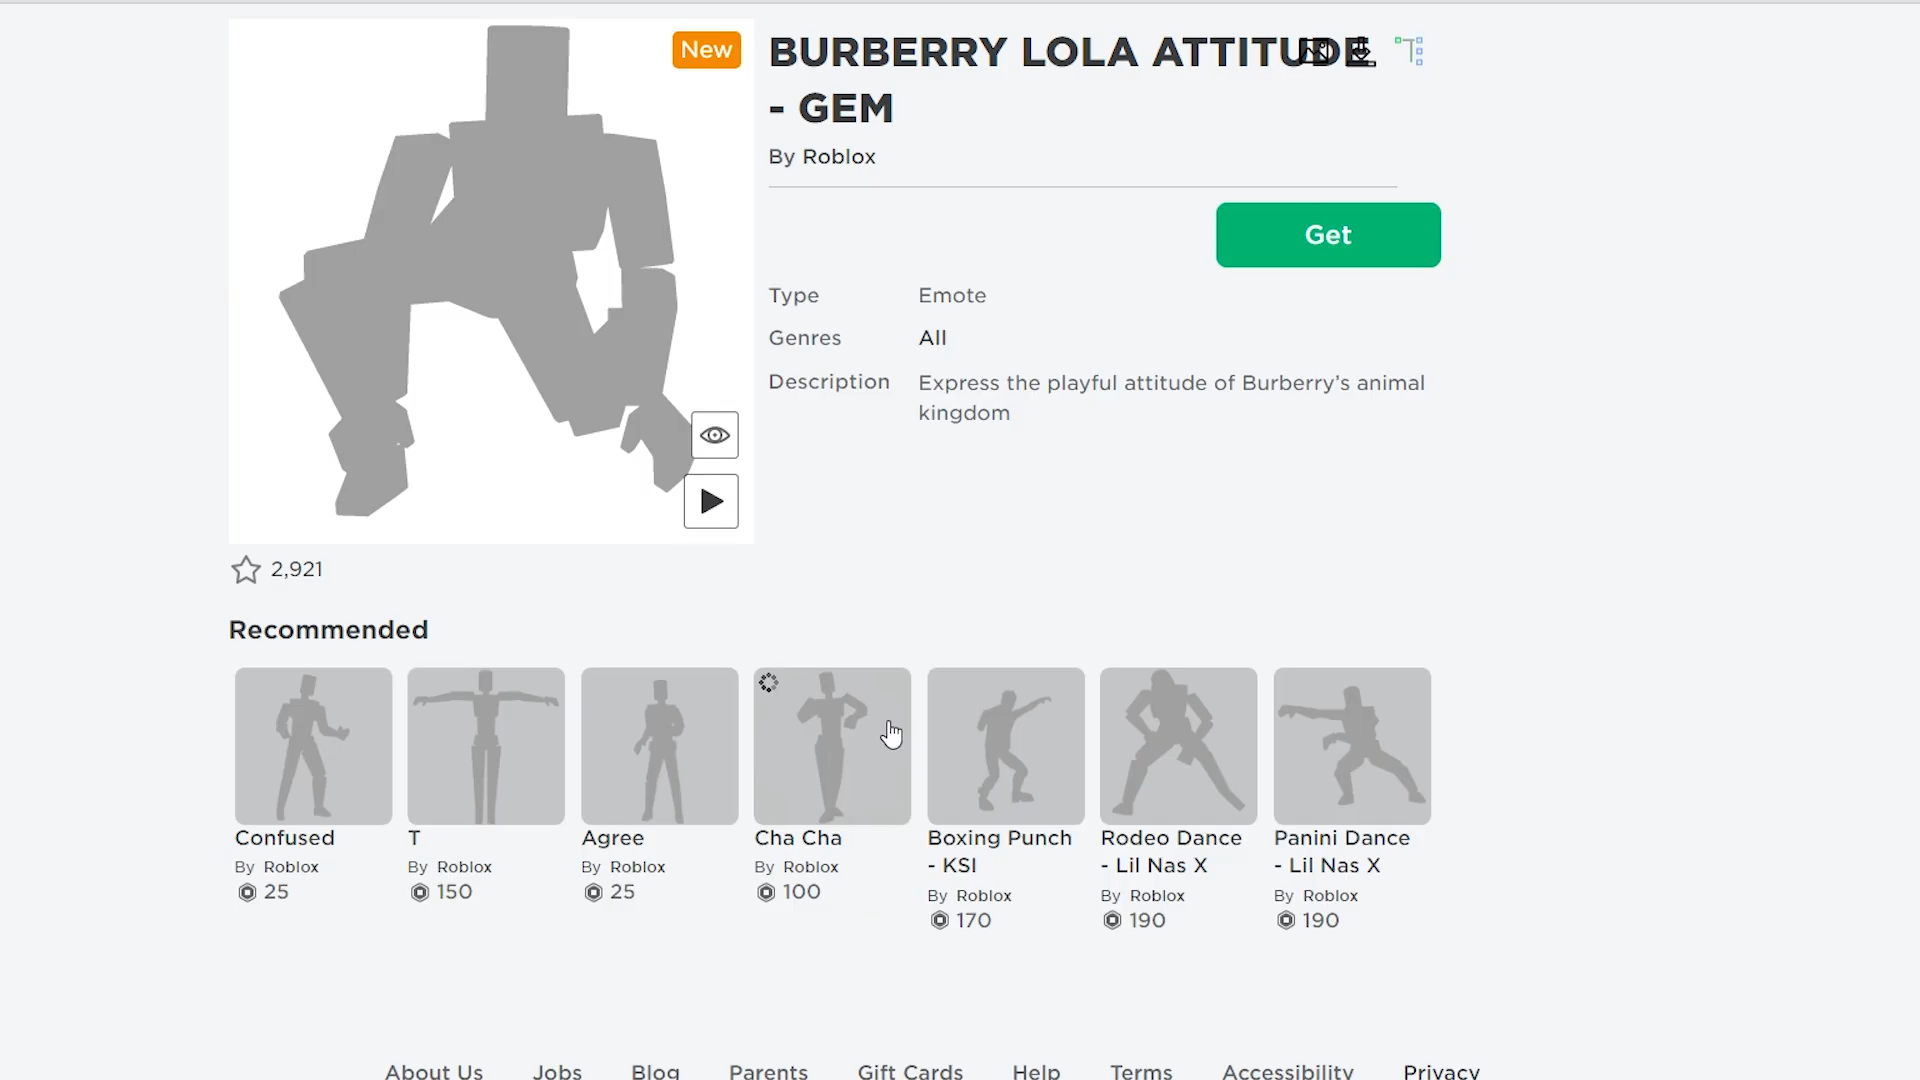 New
BURBERRY LOLA ATTITUDE
- GEM
By Roblox
Get
Type Emote
Genres All
Description Express the playful attitude of Burberry’s animal
kingdom
2,921
Recommended
Confused
By Roblox
25
T
By Roblox
150
Agree
By Roblox
25
Cha Cha
By Roblox
100
Boxing Punch
- KSI
By Roblox
170
Rodeo Dance
- Lil Nas X
By Roblox
190
Panini Dance
- Lil Nas X
By Roblox
190
About Us Jobs Blog Parents Gift Cards Help Terms Accessibility Privacy